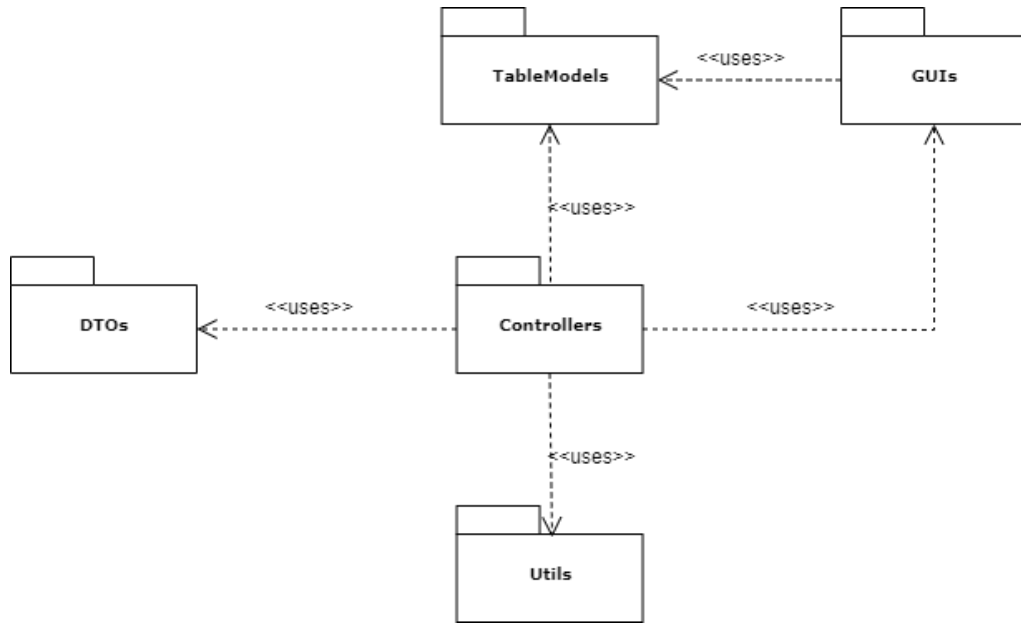 <<uses>>
TableModels
GUIs
<<uses>>
<<uses>>
<<uses>>
DTOs
Controllers
<<uses>>
Utils